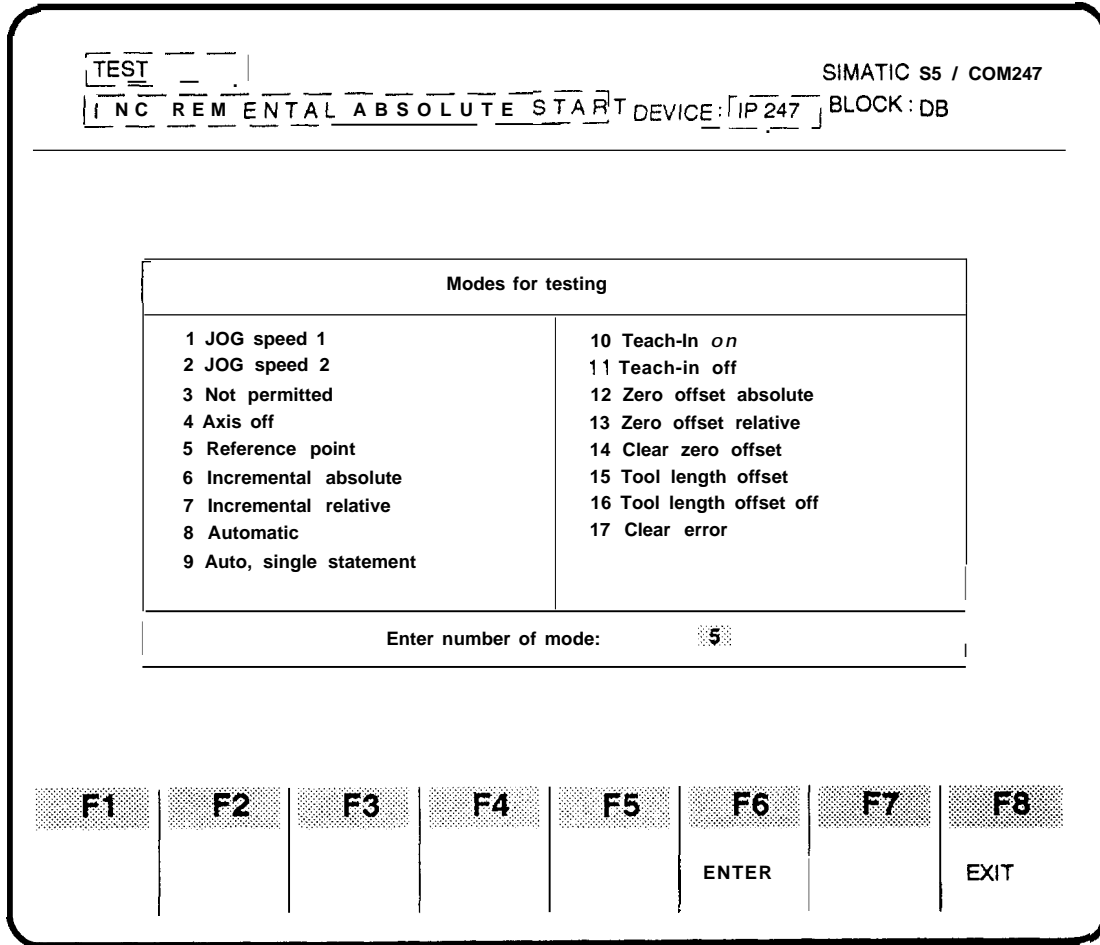 TEST
SIMATIC S5 / COM247
INCREMENTAL ABSOLUTE START DEVICE: IP 247 BLOCK: DB
Modes for testing
1 JOG speed 1
2 JOG speed 2
3 Not permitted
4 Axis off
5 Reference point
6 Incremental absolute
7 Incremental relative
8 Automatic
9 Auto, single statement
10 Teach-In on
11 Teach-in off
12 Zero offset absolute
13 Zero offset relative
14 Clear zero offset
15 Tool length offset
16 Tool length offset off
17 Clear error
Enter number of mode: 5
F1 F2 F3 F4 F5 F6 F7 F8
ENTER EXIT